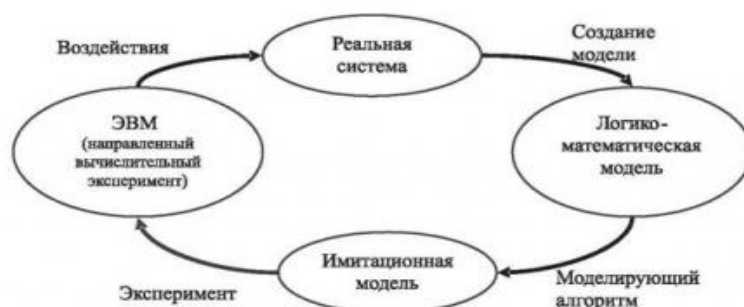 Воздействия
Реальная
система
Создание
модели
ЭВМ
(направленный
вычислительный
эксперимент)
Логико-
математическая
модель
Имитационная
модель
Эксперимент
Моделирующий
алгоритм